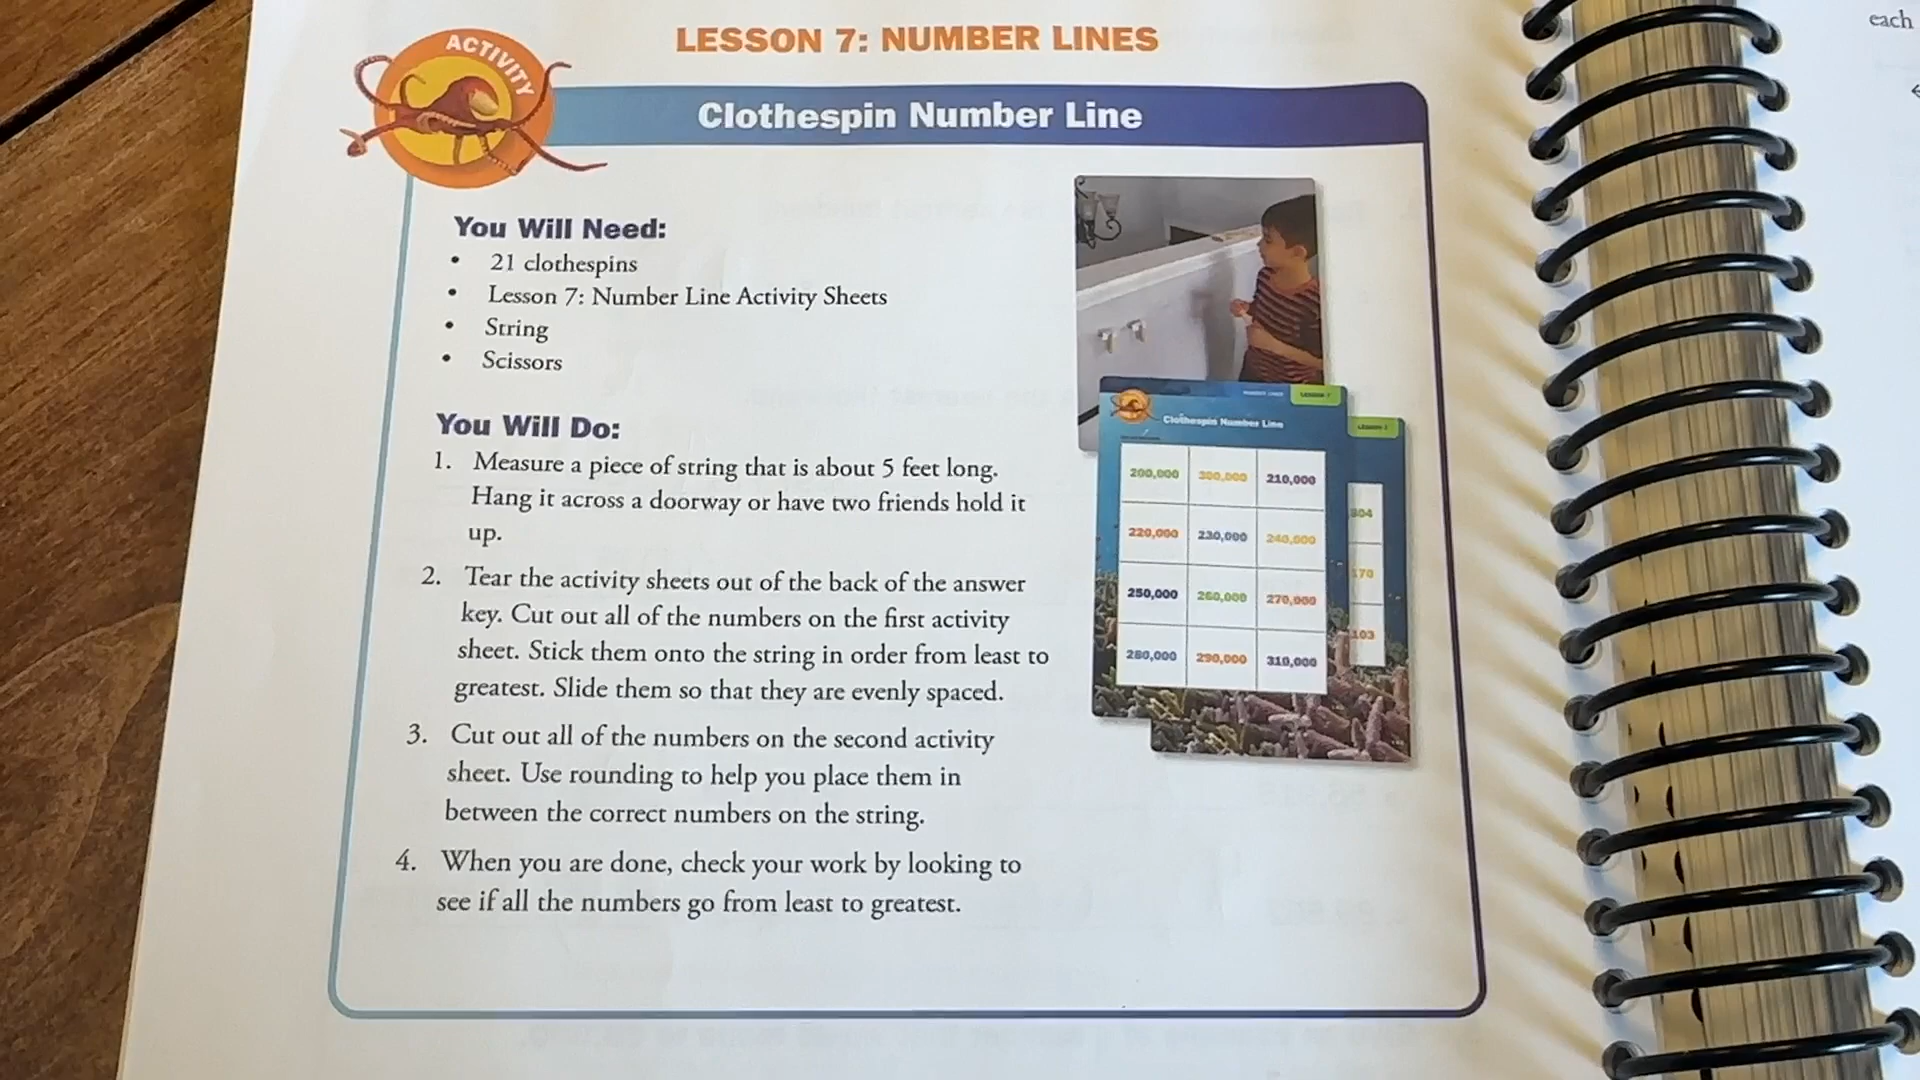 LESSON 7: NUMBER LINES
ACTIVITY
Clothespin Number Line
You Will Need:
• 21 clothespins
• Lesson 7: Number Line Activity Sheets
• String
• Scissors
You Will Do:
1. Measure a piece of string that is about 5 feet long.
Hang it across a doorway or have two friends hold it
up.
2. Tear the activity sheets out of the back of the answer
key. Cut out all of the numbers on the first activity
sheet. Stick them onto the string in order from least to
greatest. Slide them so that they are evenly spaced.
3. Cut out all of the numbers on the second activity
sheet. Use rounding to help you place them in
between the correct numbers on the string.
4. When you are done, check your work by looking to
see if all the numbers go from least to greatest.
LESSON 7
Clothespin Number Line
200,000 300,000 210,000
220,000 230,000 240,000
250,000 260,000 270,000
280,000 290,000 310,000
LESSON 7
304
170
103
each